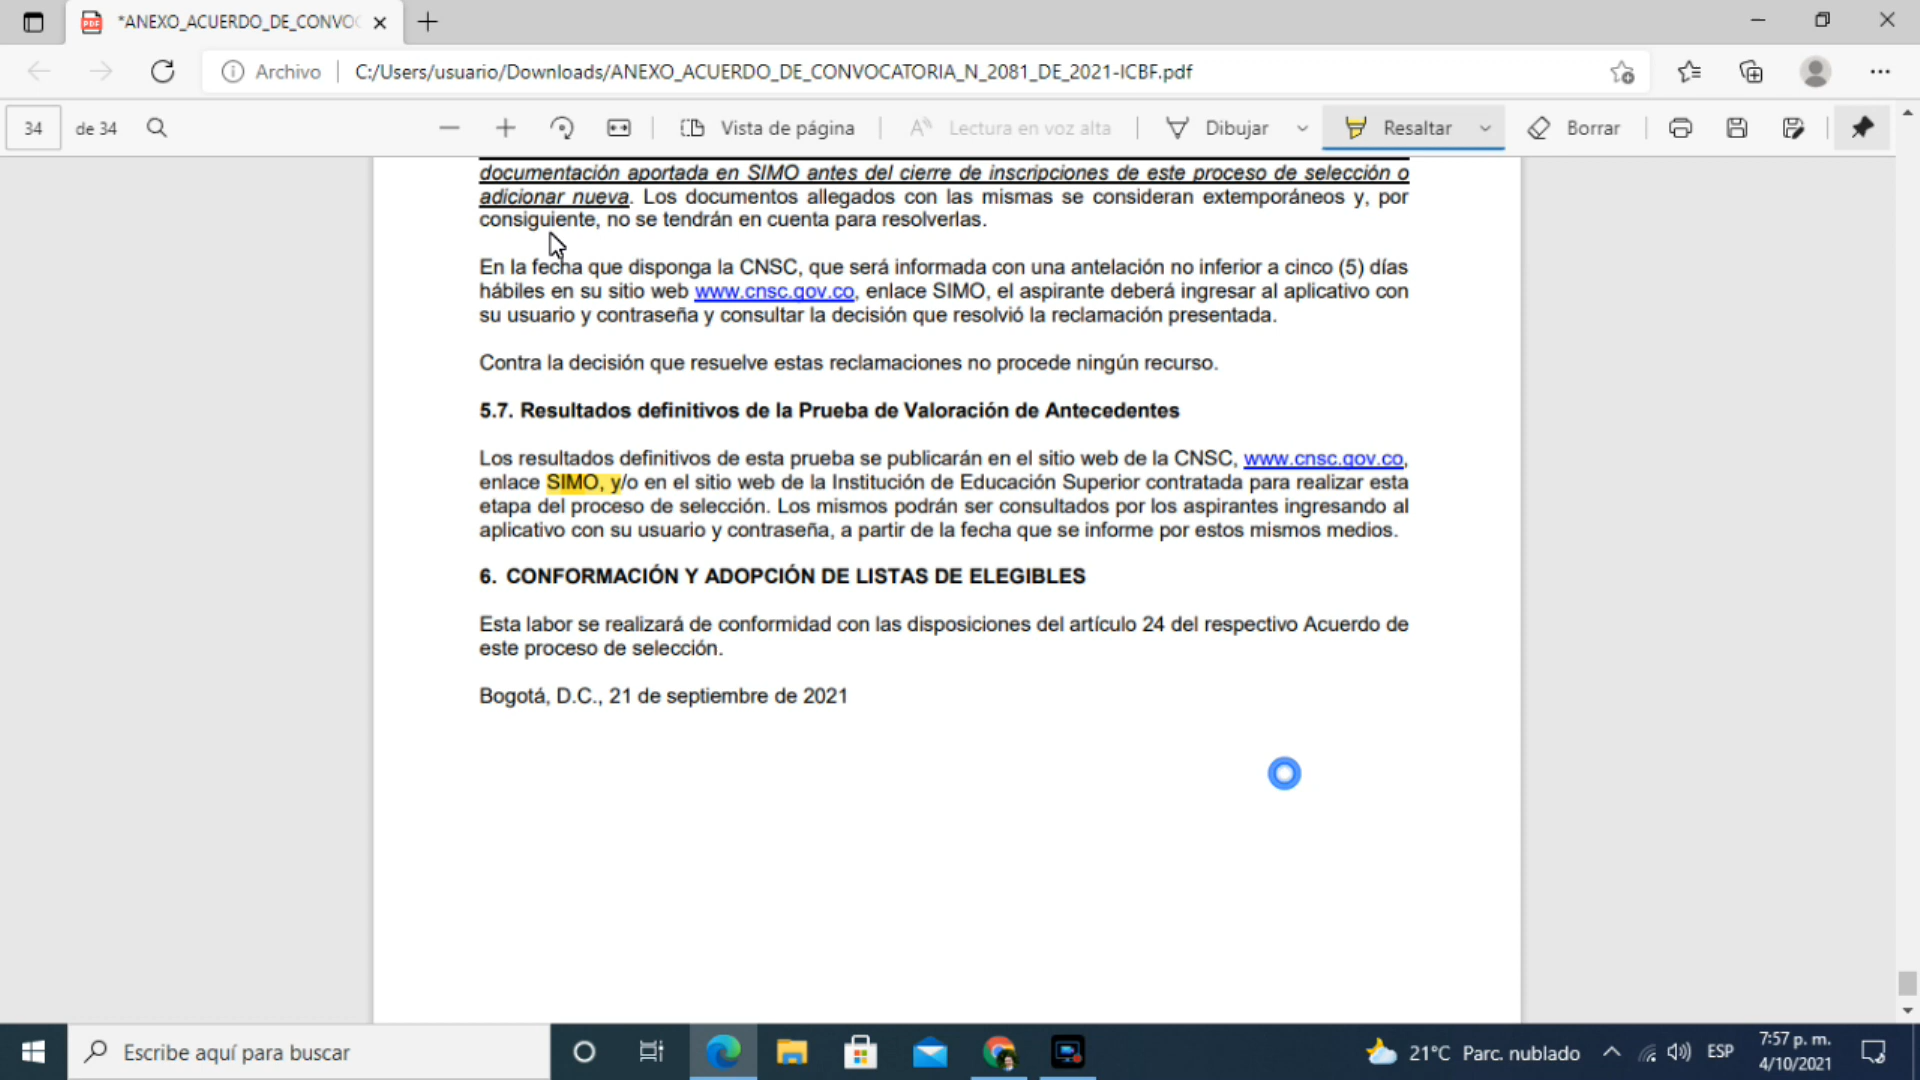 *ANEXO_ACUERDO_DE_CONVOC
Archivo
C:/Users/usuario/Downloads/ANEXO_ACUERDO_DE_CONVOCATORIA_N_2081_DE_2021-ICBF.pdf
34 de 34
Vista de página
Lectura en voz alta
Dibujar
Resaltar
Borrar
documentación aportada en SIMO antes del cierre de inscripciones de este proceso de selección o
adicionar nueva. Los documentos allegados con las mismas se consideran extemporáneos y, por
consiguiente, no se tendrán en cuenta para resolverlas.
En la fecha que disponga la CNSC, que será informada con una antelación no inferior a cinco (5) días
hábiles en su sitio web www.cnsc.gov.co, enlace SIMO, el aspirante deberá ingresar al aplicativo con
su usuario y contraseña y consultar la decisión que resolvió la reclamación presentada.
Contra la decisión que resuelve estas reclamaciones no procede ningún recurso.
5.7. Resultados definitivos de la Prueba de Valoración de Antecedentes
Los resultados definitivos de esta prueba se publicarán en el sitio web de la CNSC, www.cnsc.gov.co,
enlace SIMO, y/o en el sitio web de la Institución de Educación Superior contratada para realizar esta
etapa del proceso de selección. Los mismos podrán ser consultados por los aspirantes ingresando al
aplicativo con su usuario y contraseña, a partir de la fecha que se informe por estos mismos medios.
6. CONFORMACIÓN Y ADOPCIÓN DE LISTAS DE ELEGIBLES
Esta labor se realizará de conformidad con las disposiciones del artículo 24 del respectivo Acuerdo de
este proceso de selección.
Bogotá, D.C., 21 de septiembre de 2021
Escribe aquí para buscar
21°C Parc. nublado
ESP
7:57 p. m.
4/10/2021